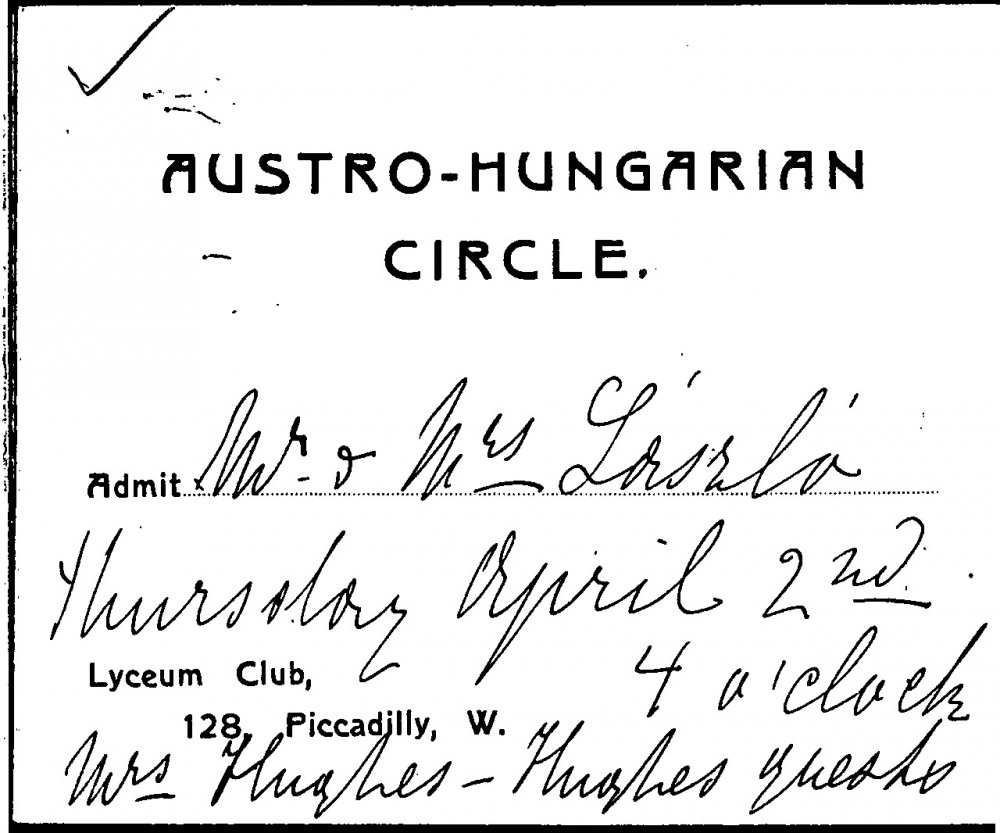 AUSTRO-HUNGARIAN
CIRCLE.
Admit Mr. & Mrs László
Thursday April 2nd.
Lyceum Club, 4 o'clock
128, Piccadilly, W.
Mrs Hughes-Hughes guests